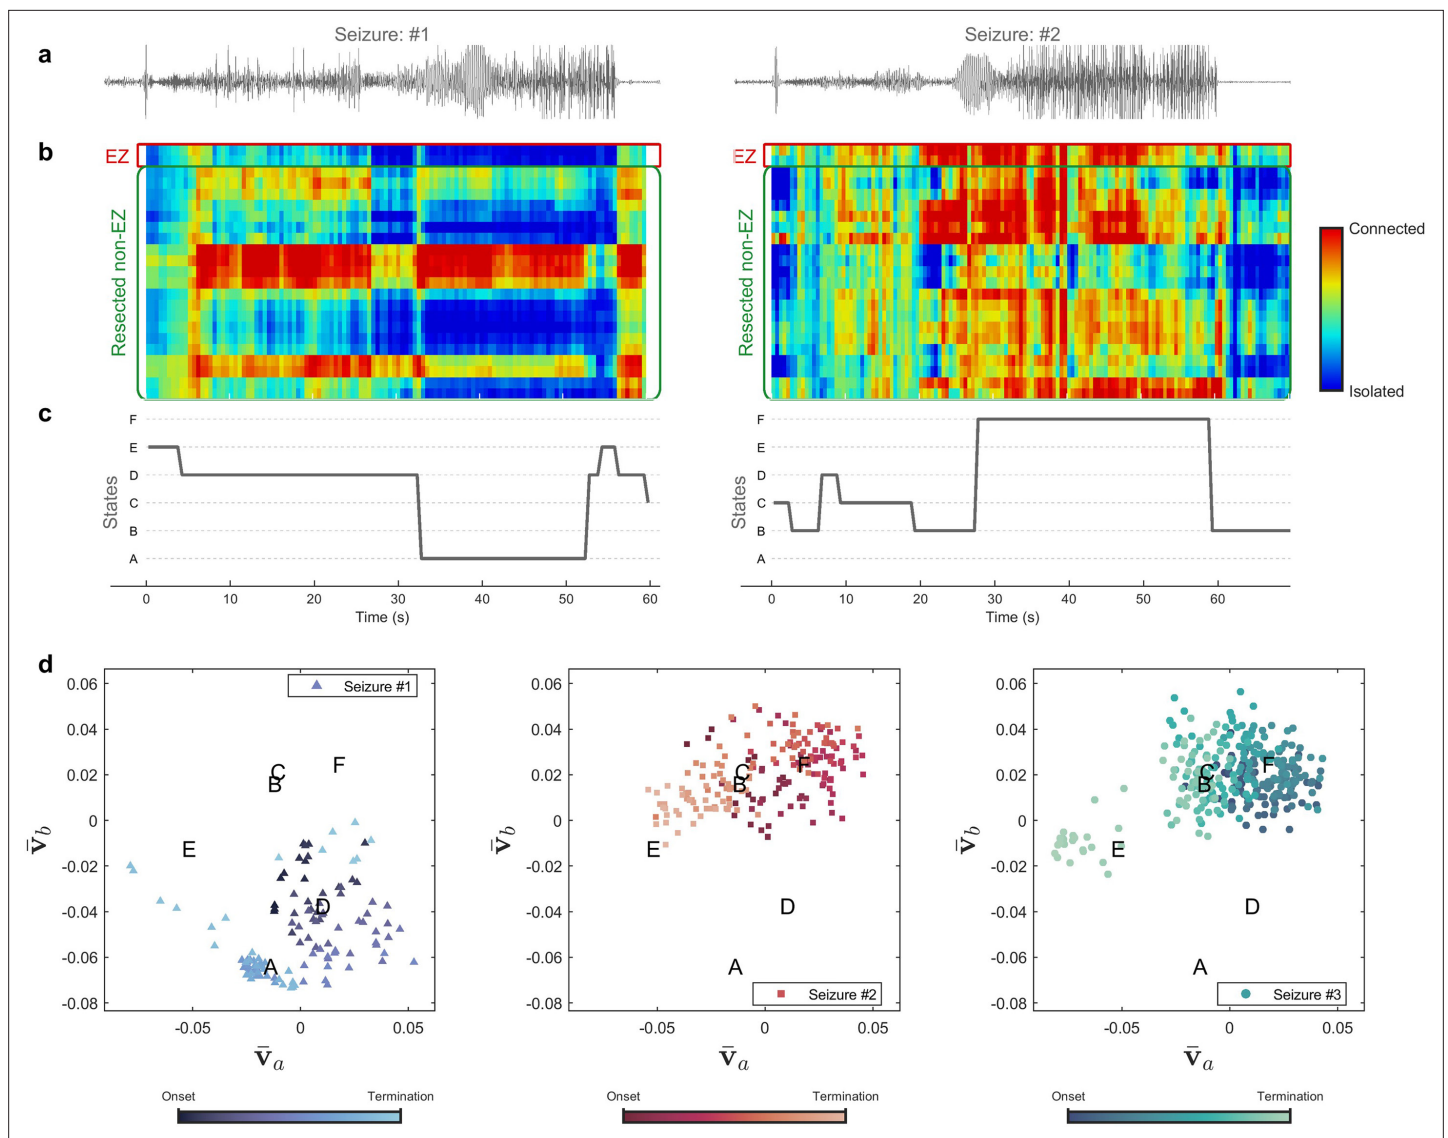 a
Seizure: #1
Seizure: #2
b
EZ
Resected non-EZ
EZ
Resected non-EZ
Connected
Isolated
c
States
F
E
D
C
B
A
0 10 20 30 40 50 60
Time (s)
States
F
E
D
C
B
A
0 10 20 30 40 50 60
Time (s)
d
Seizure #1
0.06
0.04
0.02
0
-0.02
-0.04
-0.06
-0.08
v̄b
C
B
F
E
D
A
-0.05 0 0.05
v̄a
Onset Termination
0.06
0.04
0.02
0
-0.02
-0.04
-0.06
-0.08
v̄b
C
B
F
E
D
A
Seizure #2
-0.05 0 0.05
v̄a
Onset Termination
0.06
0.04
0.02
0
-0.02
-0.04
-0.06
-0.08
v̄b
C
B
F
E
D
A
Seizure #3
-0.05 0 0.05
v̄a
Onset Termination